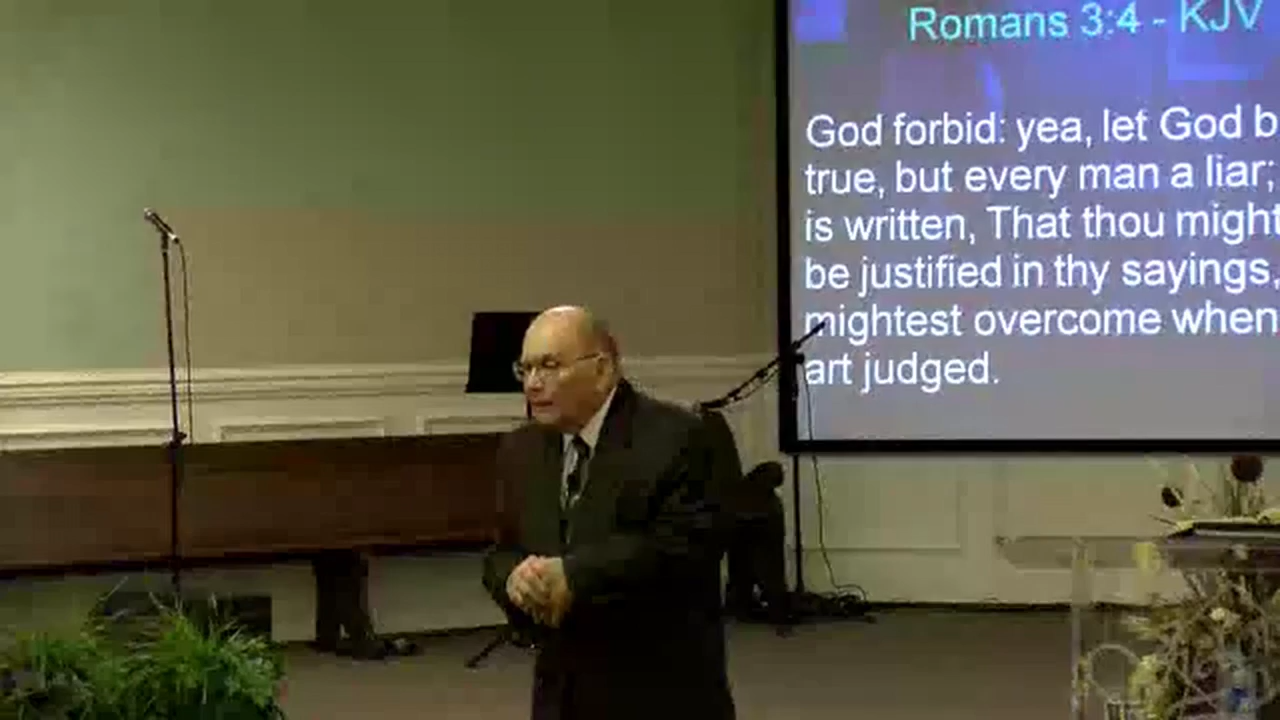 Romans 3:4 - KJV
God forbid: yea, let God b
true, but every man a liar;
is written, That thou might
be justified in thy sayings,
mightest overcome when
art judged.